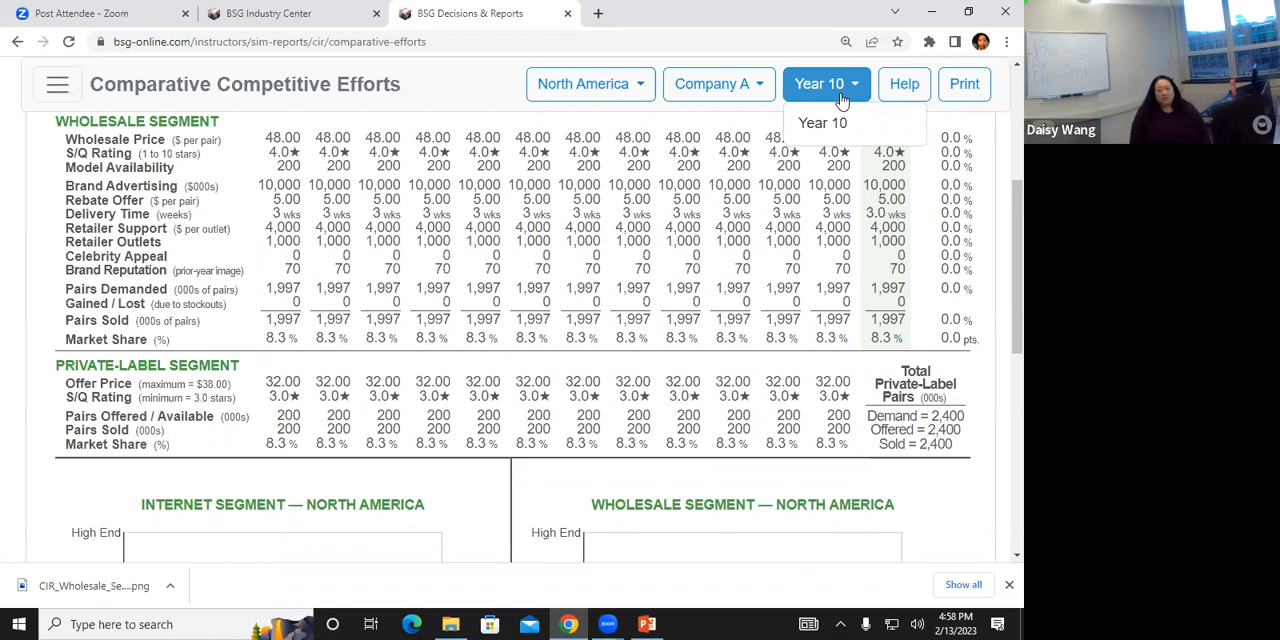 Post Attendee - Zoom
BSG Industry Center
BSG Decisions & Reports
bsg-online.com/instructors/sim-reports/cir/comparative-efforts
Comparative Competitive Efforts
North America
Company A
Year 10
Help
Print
Year 10
WHOLESALE SEGMENT
Wholesale Price ($ per pair) 48.00 48.00 48.00 48.00 48.00 48.00 48.00 48.00 48.00 48.00 48. 0.0 %
S/Q Rating (1 to 10 stars) 4.0★ 4.0★ 4.0★ 4.0★ 4.0★ 4.0★ 4.0★ 4.0★ 4.0★ 4.0★ 4.0★ 4.0★ 4.0★ 0.0 %
Model Availability 200 200 200 200 200 200 200 200 200 200 200 200 200 0.0 %
Brand Advertising ($000s) 10,000 10,000 10,000 10,000 10,000 10,000 10,000 10,000 10,000 10,000 10,000 10,000 10,000 0.0 %
Rebate Offer ($ per pair) 5.00 5.00 5.00 5.00 5.00 5.00 5.00 5.00 5.00 5.00 5.00 5.00 5.00 0.0 %
Delivery Time (weeks) 3 wks 3 wks 3 wks 3 wks 3 wks 3 wks 3 wks 3 wks 3 wks 3 wks 3 wks 3 wks 3.0 wks 0.0 %
Retailer Support ($ per outlet) 4,000 4,000 4,000 4,000 4,000 4,000 4,000 4,000 4,000 4,000 4,000 4,000 4,000 0.0 %
Retailer Outlets 1,000 1,000 1,000 1,000 1,000 1,000 1,000 1,000 1,000 1,000 1,000 1,000 1,000 0.0 %
Celebrity Appeal 0 0 0 0 0 0 0 0 0 0 0 0 0 0.0 %
Brand Reputation (prior-year image) 70 70 70 70 70 70 70 70 70 70 70 70 70 0.0 %
Pairs Demanded (000s of pairs) 1,997 1,997 1,997 1,997 1,997 1,997 1,997 1,997 1,997 1,997 1,997 1,997 1,997 0.0 %
Gained / Lost (due to stockouts) 0 0 0 0 0 0 0 0 0 0 0 0 0
Pairs Sold (000s of pairs) 1,997 1,997 1,997 1,997 1,997 1,997 1,997 1,997 1,997 1,997 1,997 1,997 1,997 0.0 %
Market Share (%) 8.3 % 8.3 % 8.3 % 8.3 % 8.3 % 8.3 % 8.3 % 8.3 % 8.3 % 8.3 % 8.3 % 8.3 % 8.3 % 0.0 pts.
PRIVATE-LABEL SEGMENT
Offer Price (maximum = $38.00) 32.00 32.00 32.00 32.00 32.00 32.00 32.00 32.00 32.00 32.00 32.00 32.00
S/Q Rating (minimum = 3.0 stars) 3.0★ 3.0★ 3.0★ 3.0★ 3.0★ 3.0★ 3.0★ 3.0★ 3.0★ 3.0★ 3.0★ 3.0★
Pairs Offered / Available (000s) 200 200 200 200 200 200 200 200 200 200 200 200
Pairs Sold (000s) 200 200 200 200 200 200 200 200 200 200 200 200
Market Share (%) 8.3 % 8.3 % 8.3 % 8.3 % 8.3 % 8.3 % 8.3 % 8.3 % 8.3 % 8.3 % 8.3 % 8.3 %
Total
Private-Label
Pairs (000s)
Demand = 2,400
Offered = 2,400
Sold = 2,400
INTERNET SEGMENT — NORTH AMERICA
WHOLESALE SEGMENT — NORTH AMERICA
High End
High End
CIR_Wholesale_Se....png
Show all
Type here to search
zoom
4:58 PM
2/13/2023
Daisy Wang